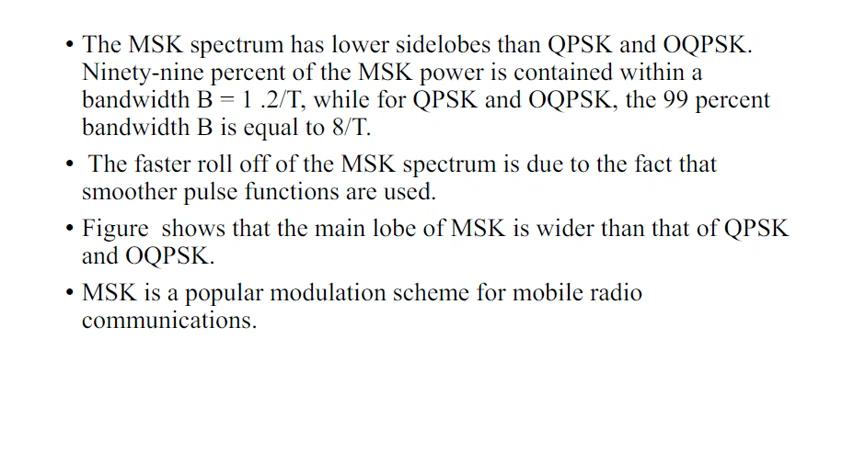 • The MSK spectrum has lower sidelobes than QPSK and OQPSK.
Ninety-nine percent of the MSK power is contained within a
bandwidth B = 1 .2/T, while for QPSK and OQPSK, the 99 percent
bandwidth B is equal to 8/T.
• The faster roll off of the MSK spectrum is due to the fact that
smoother pulse functions are used.
• Figure  shows that the main lobe of MSK is wider than that of QPSK
and OQPSK.
• MSK is a popular modulation scheme for mobile radio
communications.